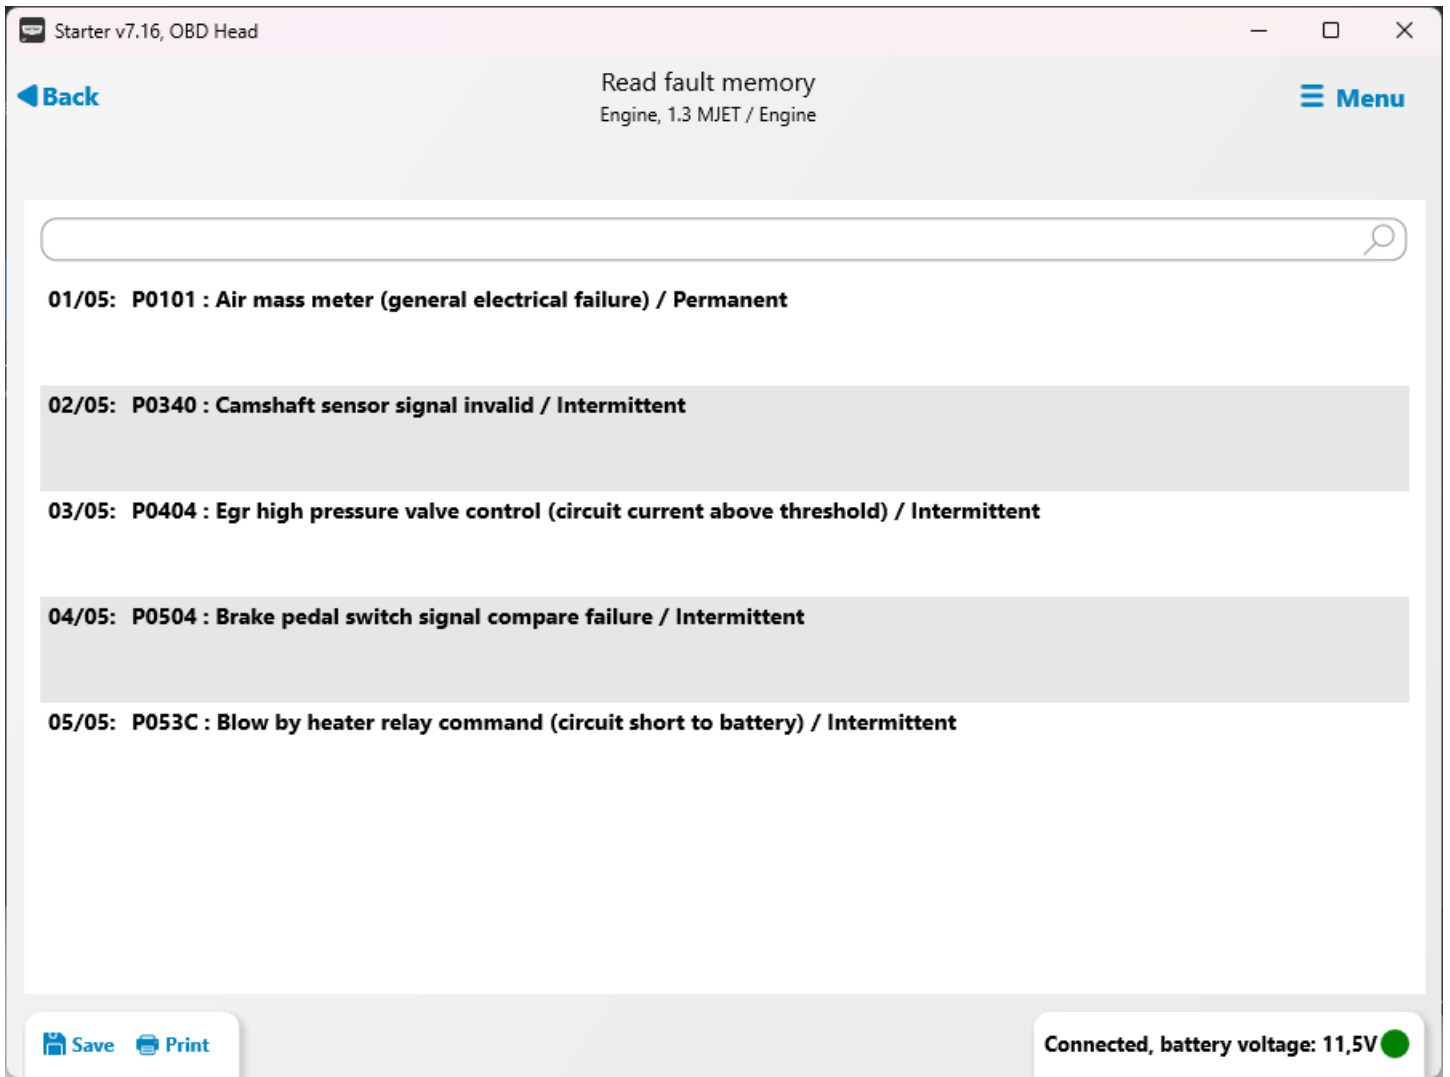 Starter v7.16, OBD Head
Back
Read fault memory
Menu
Engine, 1.3 MJET / Engine
01/05: P0101 : Air mass meter (general electrical failure) / Permanent
02/05: P0340 : Camshaft sensor signal invalid / Intermittent
03/05: P0404 : Egr high pressure valve control (circuit current above threshold) / Intermittent
04/05: P0504 : Brake pedal switch signal compare failure / Intermittent
05/05: P053C : Blow by heater relay command (circuit short to battery) / Intermittent
Save Print
Connected, battery voltage: 11,5V